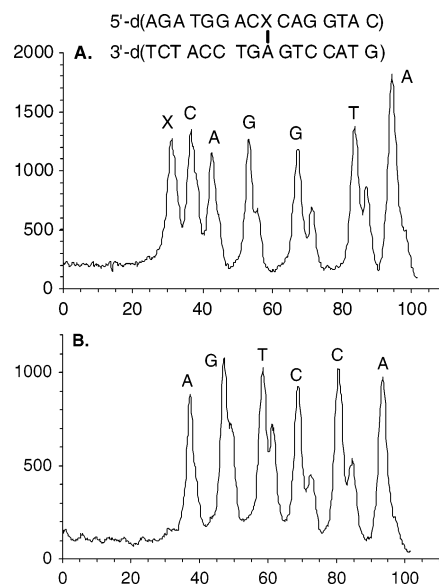 5'-d(AGA TGG ACX CAG GTA C)
3'-d(TCT ACC TGA GTCC CAT G)
A.
2000
1500
1000
500
0
X C A G G T A
0 20 40 60 80 100
B.
1000
500
0
A G T C C A
0 20 40 60 80 100